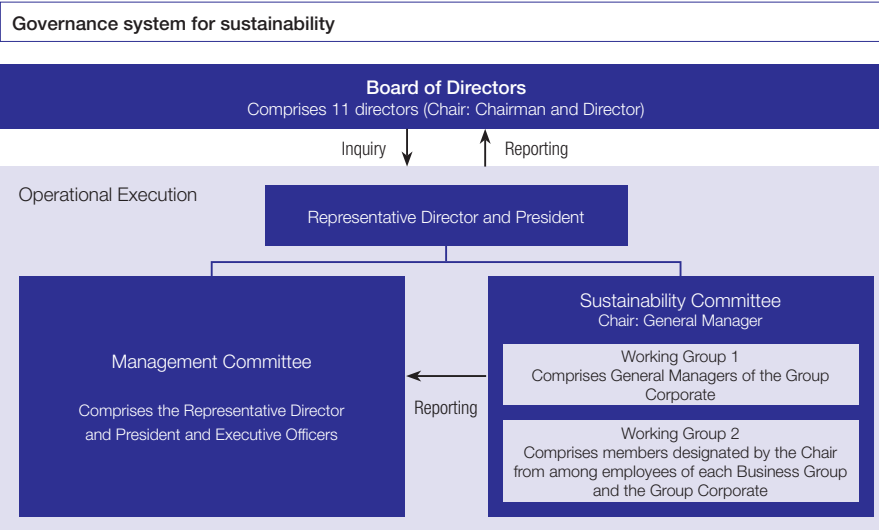 Governance system for sustainability
Board of Directors
Comprises 11 directors (Chair: Chairman and Director)
Inquiry
Reporting
Operational Execution
Representative Director and President
Management Committee
Comprises the Representative Director
and President and Executive Officers
Reporting
Sustainability Committee
Chair: General Manager
Working Group 1
Comprises General Managers of the Group
Corporate
Working Group 2
Comprises members designated by the Chair
from among employees of each Business Group
and the Group Corporate